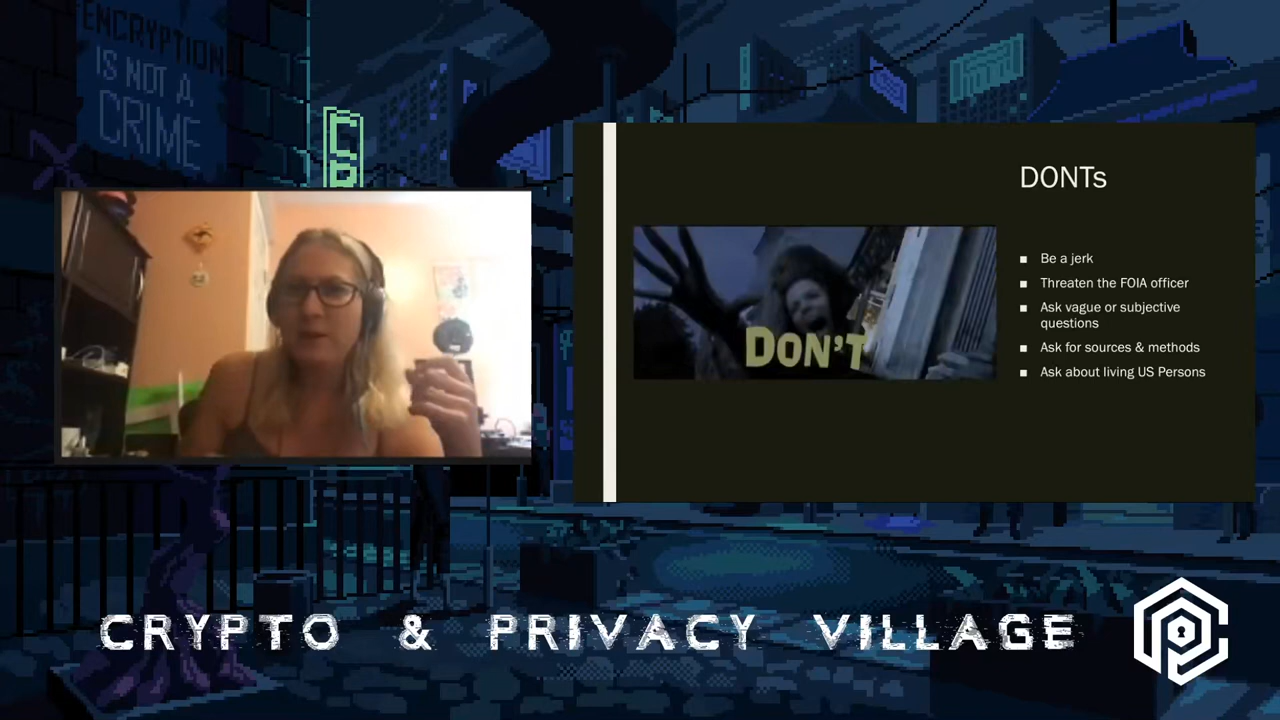 ENCRYPTION
IS NOT A
CRIME
DONTs
Be a jerk
Threaten the FOIA officer
Ask vague or subjective
questions
Ask for sources & methods
Ask about living US Persons
DON'T
CRYPTO & PRIVACY VILLAGE